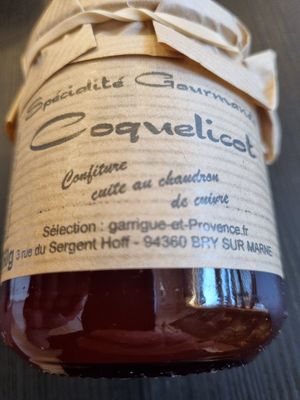 Spécialité Gourmande
Coquelicot
Confiture
cuite au chaudron
de cuivre
Sélection : garrigue-et-Provence.fr
3 rue du Sergent Hoff - 94360 BRY SUR MARNE